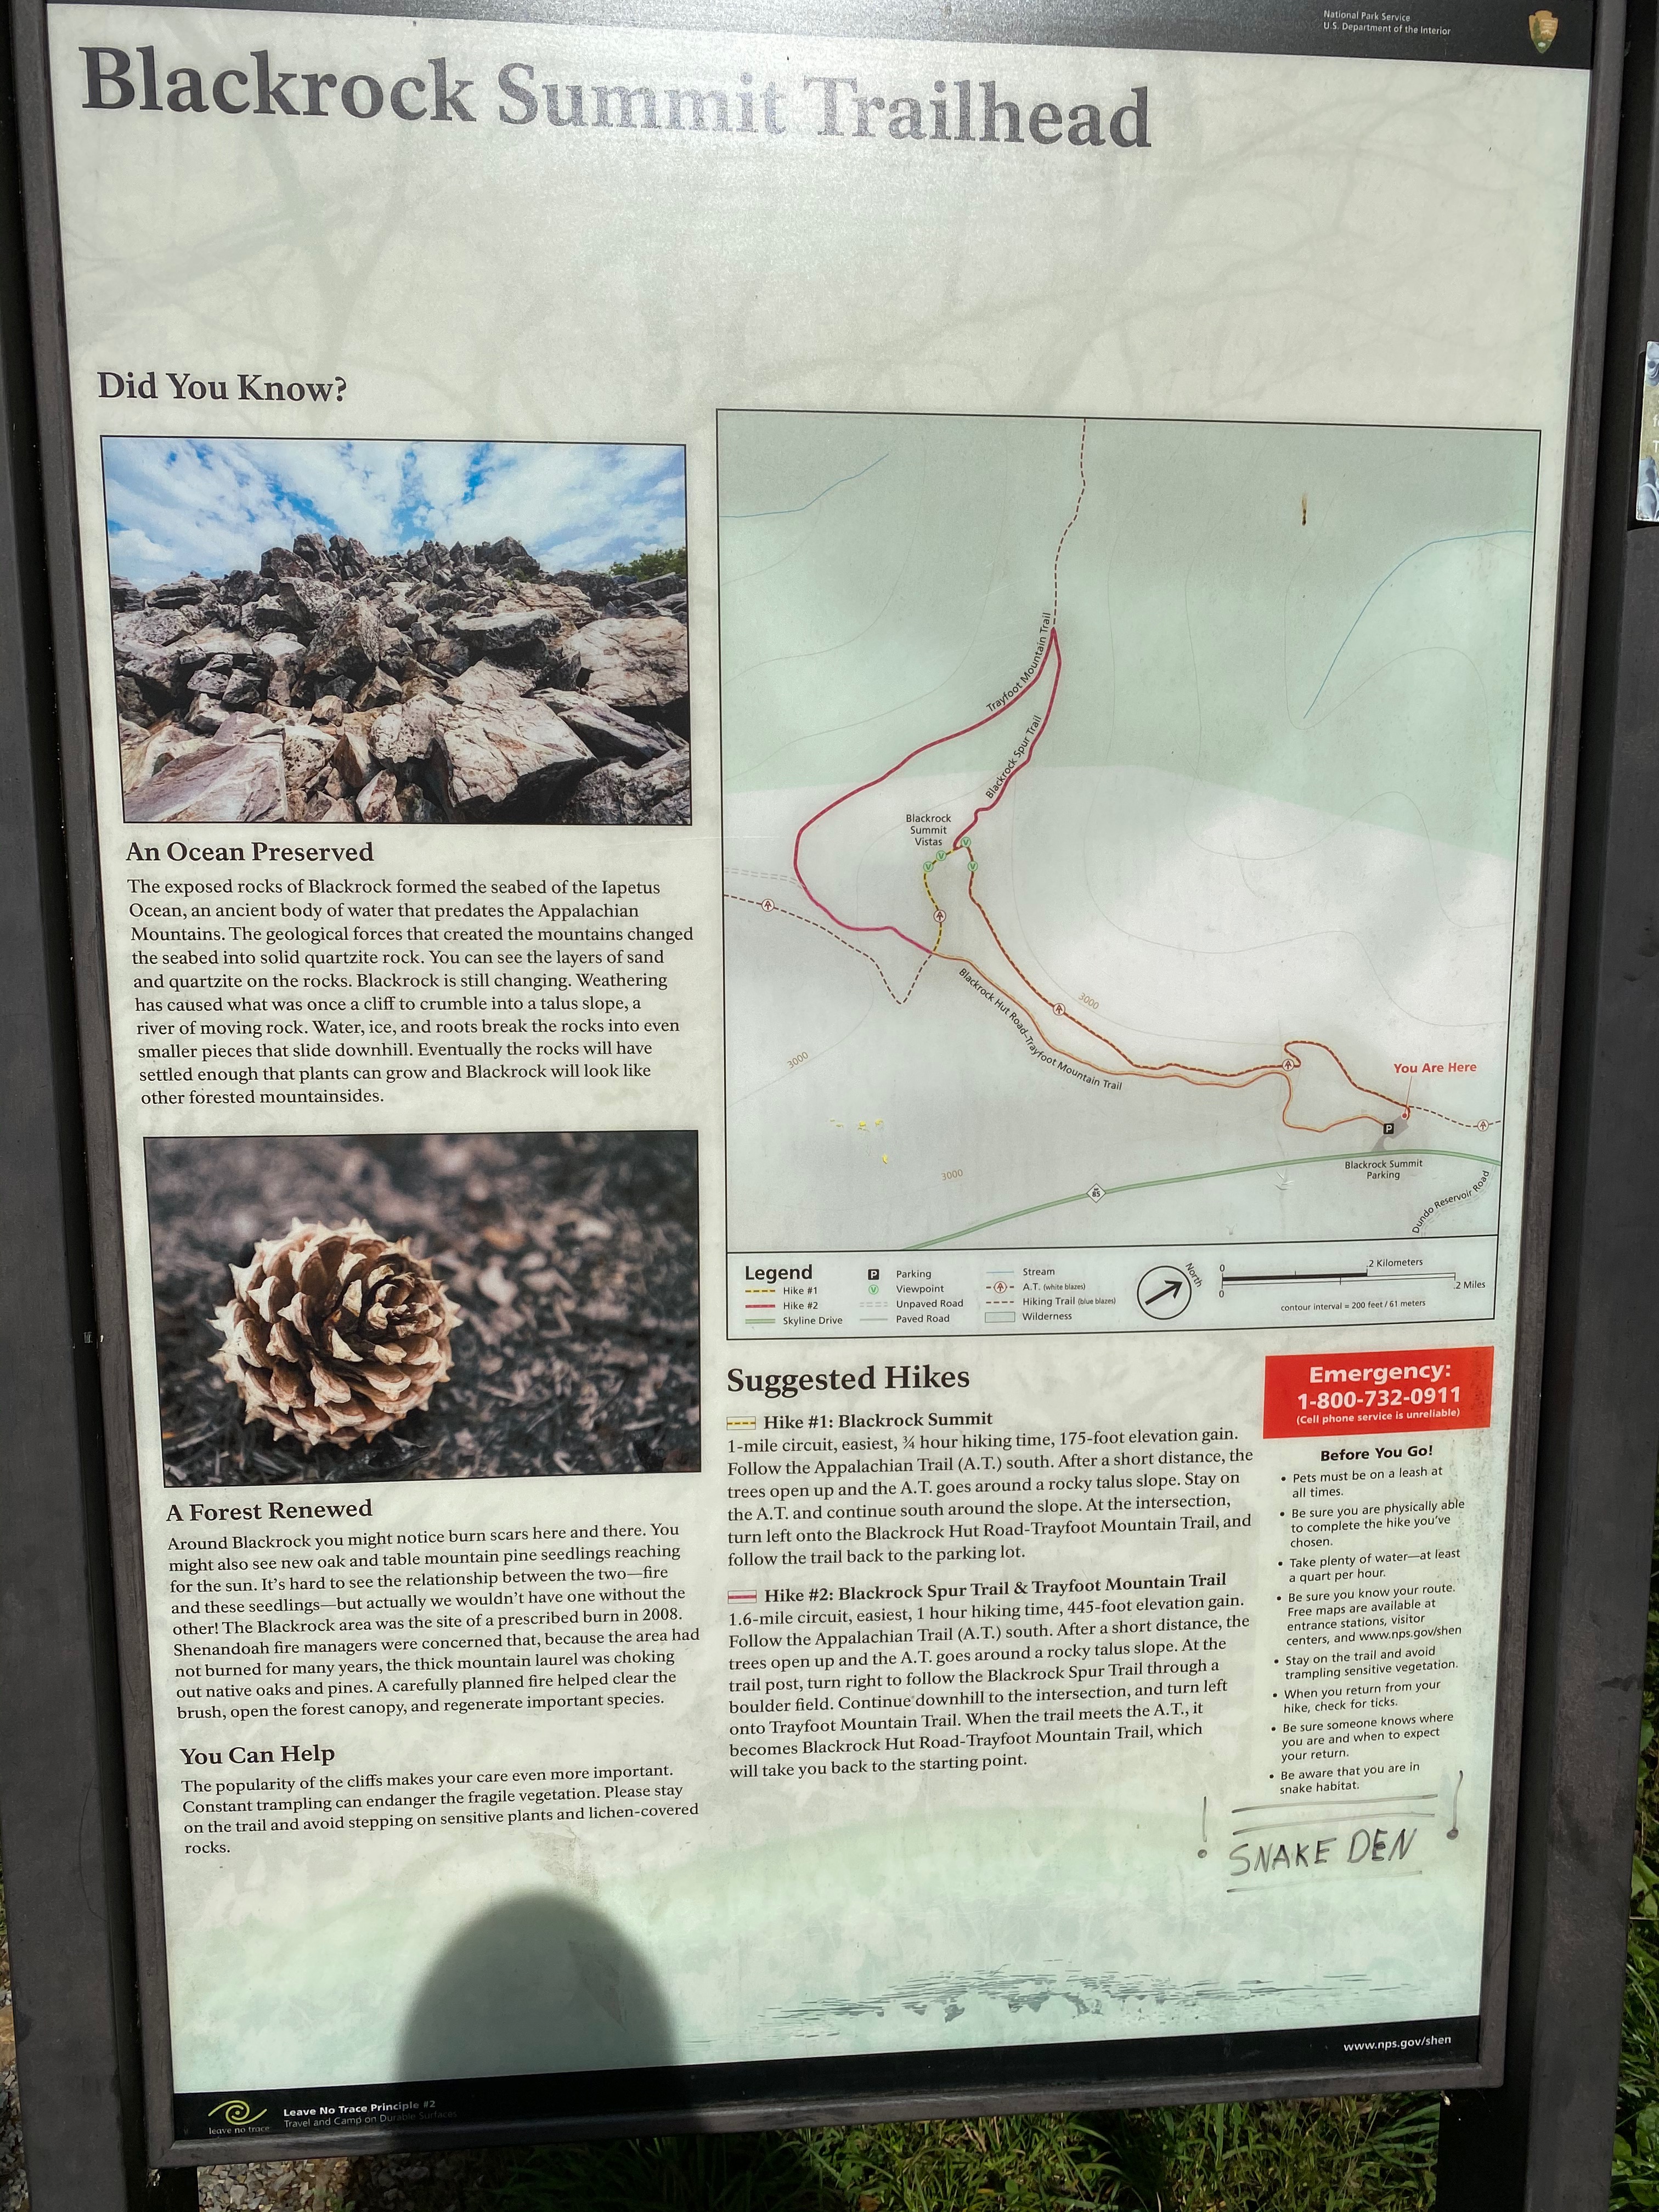 National Park Service
U.S. Department of the Interior
Blackrock Summit Trailhead
Did You Know?
An Ocean Preserved
The exposed rocks of Blackrock formed the seabed of the Iapetus
Ocean, an ancient body of water that predates the Appalachian
Mountains. The geological forces that created the mountains changed
the seabed into solid quartzite rock. You can see the layers of sand
and quartzite on the rocks. Blackrock is still changing. Weathering
has caused what was once a cliff to crumble into a talus slope, a
river of moving rock. Water, ice, and roots break the rocks into even
smaller pieces that slide downhill. Eventually the rocks will have
settled enough that plants can grow and Blackrock will look like
other forested mountainsides.
A Forest Renewed
Around Blackrock you might notice burn scars here and there. You
might also see new oak and table mountain pine seedlings reaching
for the sun. It's hard to see the relationship between the two—fire
and these seedlings—but actually we wouldn't have one without the
other! The Blackrock area was the site of a prescribed burn in 2008.
Shenandoah fire managers were concerned that, because the area had
not burned for many years, the thick mountain laurel was choking
out native oaks and pines. A carefully planned fire helped clear the
brush, open the forest canopy, and regenerate important species.
You Can Help
The popularity of the cliffs makes your care even more important.
Constant trampling can endanger the fragile vegetation. Please stay
on the trail and avoid stepping on sensitive plants and lichen-covered
rocks.
Trayfoot Mountain Trail
Blackrock Spur Trail
Blackrock
Summit
Vistas
V
V
V
V
Blackrock Hut Road-Trayfoot Mountain Trail
3000
3000
3000
You Are Here
P
Blackrock Summit
Parking
85
Dundo Reservoir Road
Legend
Hike #1
Hike #2
Skyline Drive
P Parking
V Viewpoint
Unpaved Road
Paved Road
Stream
A.T. (white blazes)
Hiking Trail (blue blazes)
Wilderness
North
0 .2 Kilometers
0 .2 Miles
contour interval = 200 feet / 61 meters
Suggested Hikes
Hike #1: Blackrock Summit
1-mile circuit, easiest, ¾ hour hiking time, 175-foot elevation gain.
Follow the Appalachian Trail (A.T.) south. After a short distance, the
trees open up and the A.T. goes around a rocky talus slope. Stay on
the A.T. and continue south around the slope. At the intersection,
turn left onto the Blackrock Hut Road-Trayfoot Mountain Trail, and
follow the trail back to the parking lot.
Hike #2: Blackrock Spur Trail & Trayfoot Mountain Trail
1.6-mile circuit, easiest, 1 hour hiking time, 445-foot elevation gain.
Follow the Appalachian Trail (A.T.) south. After a short distance, the
trees open up and the A.T. goes around a rocky talus slope. At the
trail post, turn right to follow the Blackrock Spur Trail through a
boulder field. Continue downhill to the intersection, and turn left
onto Trayfoot Mountain Trail. When the trail meets the A.T., it
becomes Blackrock Hut Road-Trayfoot Mountain Trail, which
will take you back to the starting point.
Emergency:
1-800-732-0911
(Cell phone service is unreliable)
Before You Go!
• Pets must be on a leash at
all times.
• Be sure you are physically able
to complete the hike you've
chosen.
• Take plenty of water—at least
a quart per hour.
• Be sure you know your route.
Free maps are available at
entrance stations, visitor
centers, and www.nps.gov/shen
• Stay on the trail and avoid
trampling sensitive vegetation.
• When you return from your
hike, check for ticks.
• Be sure someone knows where
you are and when to expect
your return.
• Be aware that you are in
snake habitat.
! SNAKE DEN !
www.nps.gov/shen
leave no trace
Leave No Trace Principle #2
Travel and Camp on Durable Surfaces